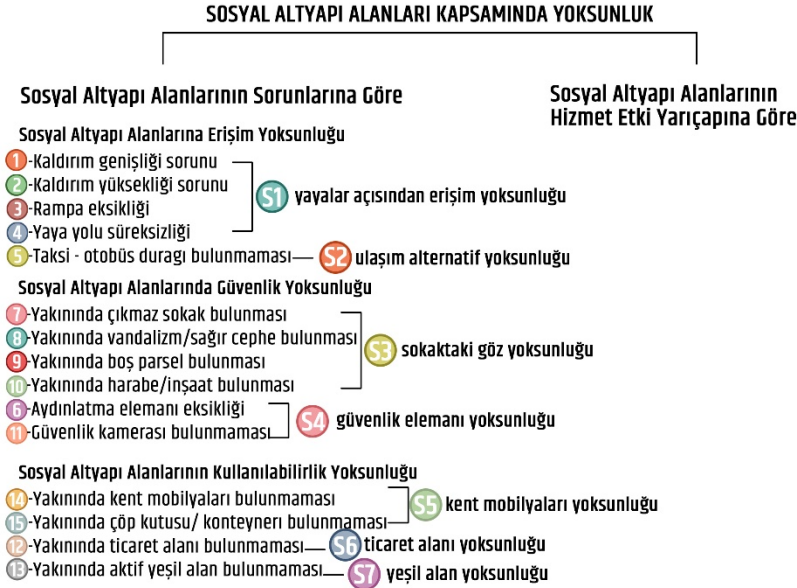 SOSYAL ALTYAPI ALANLARI KAPSAMINDA YOKSUNLUK
Sosyal Altyapı Alanlarının Sorunlarına Göre
Sosyal Altyapı Alanlarının
Hizmet Etki Yarıçapına Göre
Sosyal Altyapı Alanlarına Erişim Yoksunluğu
1-Kaldırım genişliği sorunu
2-Kaldırım yüksekliği sorunu
3-Rampa eksikliği
4-Yaya yolu süreksizliği
S1 yayalar açısından erişim yoksunluğu
5-Taksi - otobüs duragı bulunmaması
S2 ulaşım alternatif yoksunluğu
Sosyal Altyapı Alanlarında Güvenlik Yoksunluğu
7-Yakınında çıkmaz sokak bulunması
8-Yakınında vandalizm/sağır cephe bulunması
9-Yakınında boş parsel bulunması
10-Yakınında harabe/inşaat bulunması
S3 sokaktaki göz yoksunluğu
6-Aydınlatma elemanı eksikliği
11-Güvenlik kamerası bulunmaması
S4 güvenlik elemanı yoksunluğu
Sosyal Altyapı Alanlarının Kullanılabilirlik Yoksunluğu
14-Yakınında kent mobilyaları bulunmaması
15-Yakınında çöp kutusu/ konteynerı bulunmaması
S5 kent mobilyaları yoksunluğu
12-Yakınında ticaret alanı bulunmaması
S6 ticaret alanı yoksunluğu
13-Yakınında aktif yeşil alan bulunmaması
S7 yeşil alan yoksunluğu